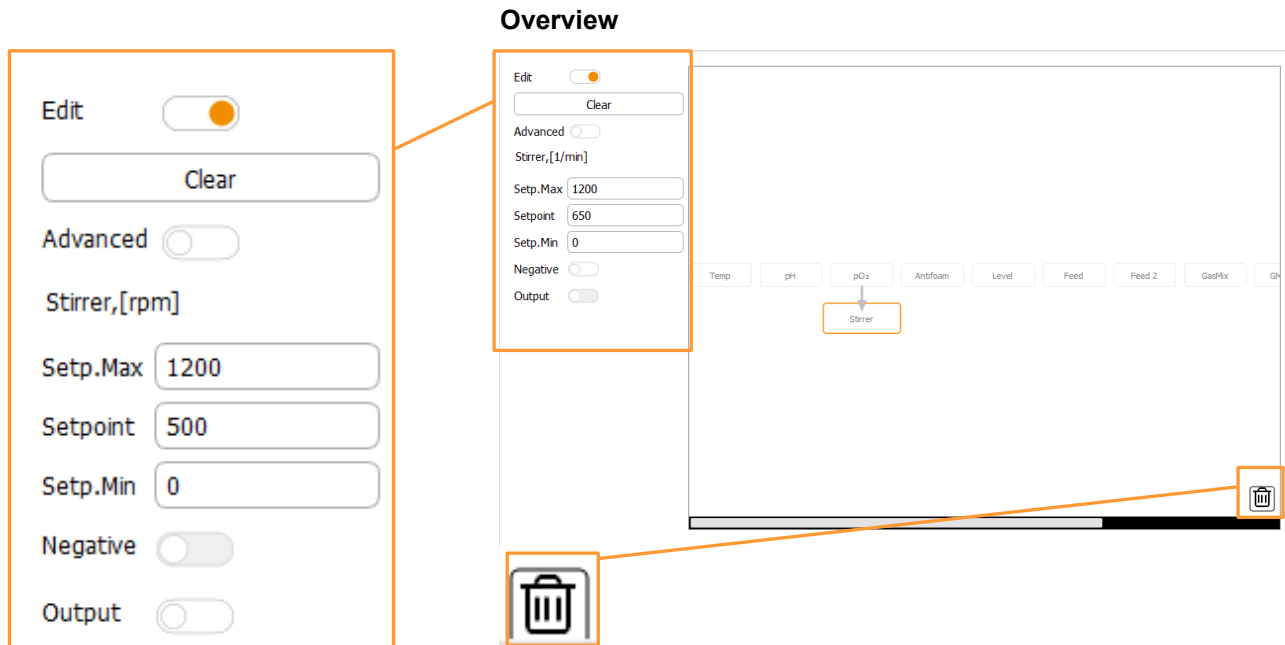 Overview
Edit
Clear
Advanced
Stirrer,[rpm]
Setp.Max 1200
Setpoint 500
Setp.Min 0
Negative
Output
Edit
Clear
Advanced
Stirrer,[1/min]
Setp.Max 1200
Setpoint 650
Setp.Min 0
Negative
Output
Temp pH pO₂ Antifoam Level Feed Feed 2 GasMix GM
Stirrer